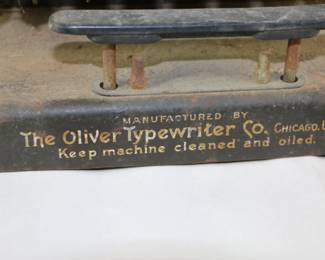 MANUFACTURED BY
The Oliver Typewriter Co. CHICAGO.
Keep machine cleaned and oiled.